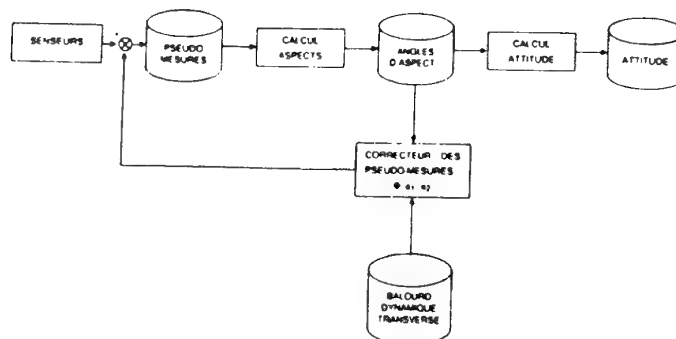 SENSEURS
PSEUDO
MESURES
CALCUL
ASPECTS
ANGLES
D'ASPECT
CALCUL
ATTITUDE
ATTITUDE
CORRECTEUR DES
PSEUDO-MESURES
BALOURD
DYNAMIQUE
TRANSVERSE